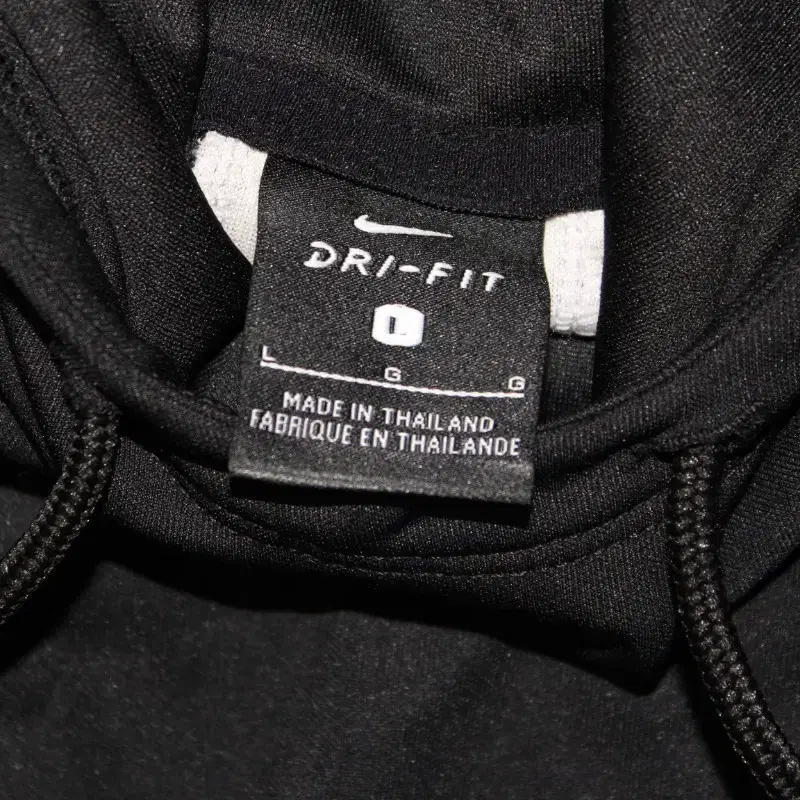 DRI-FIT
L
L G G
MADE IN THAILAND
FABRIQUE EN THAILANDE